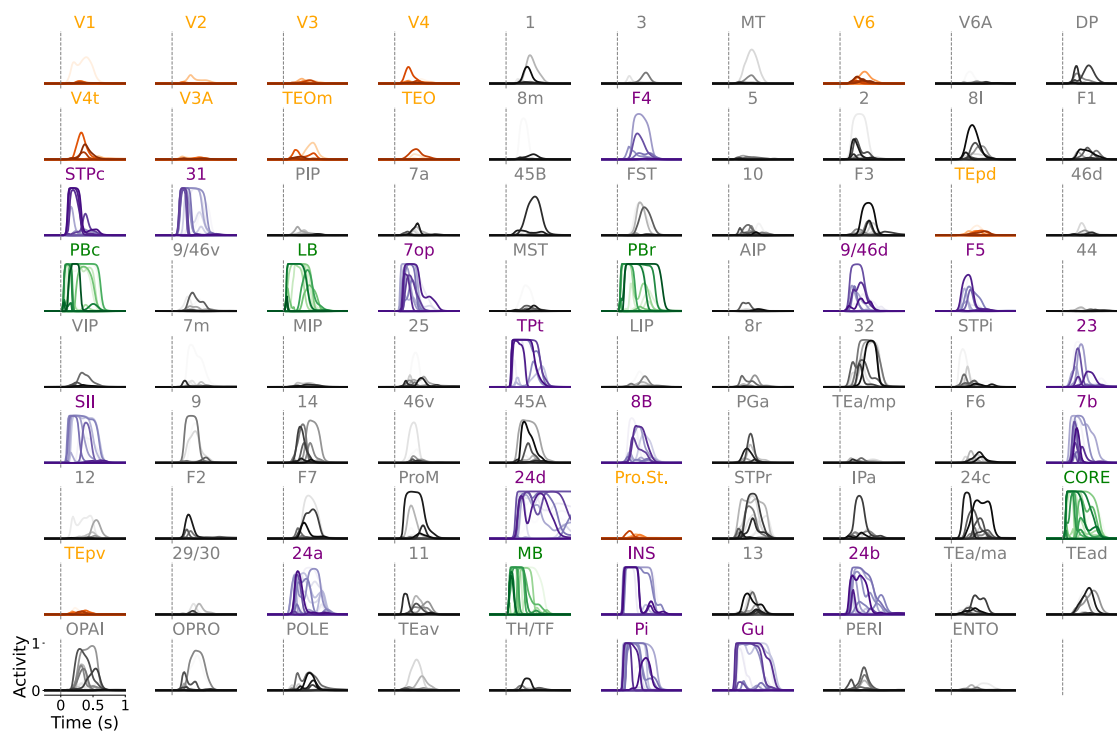 V1 V2 V3 V4 1 3 MT V6 V6A DP
V4t V3A TEOm TEO 8m F4 5 2 8l F1
STPc 31 PIP 7a 45B FST 10 F3 TEpd 46d
PBc 9/46v LB 7op MST PBr AIP 9/46d F5 44
VIP 7m MIP 25 TPt LIP 8r 32 STPi 23
SII 9 14 46v 45A 8B PGa TEa/mp F6 7b
12 F2 F7 ProM 24d Pro.St. STPr IPa 24c CORE
TEpv 29/30 24a 11 MB INS 13 24b TEa/ma TEad
OPAI OPRO POLE TEav TH/TF Pi Gu PERI ENTO
Activity
1
0
0 0.5 1
Time (s)